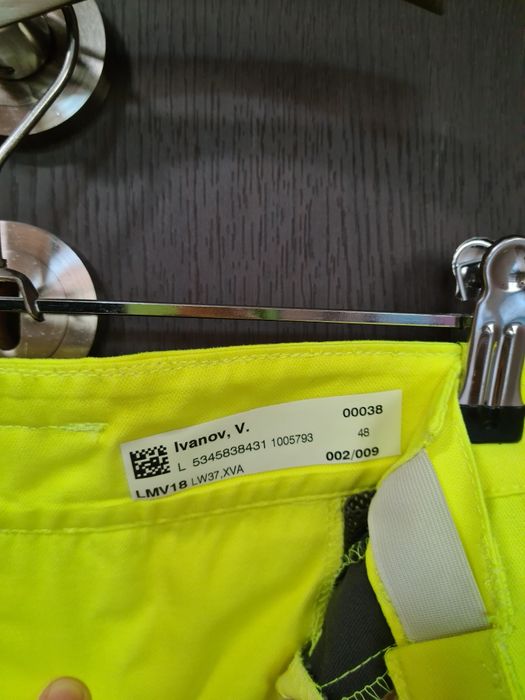 Ivanov, V. 00038
L 5345838431 1005793 48
LMV18 LW37,XVA 002/009